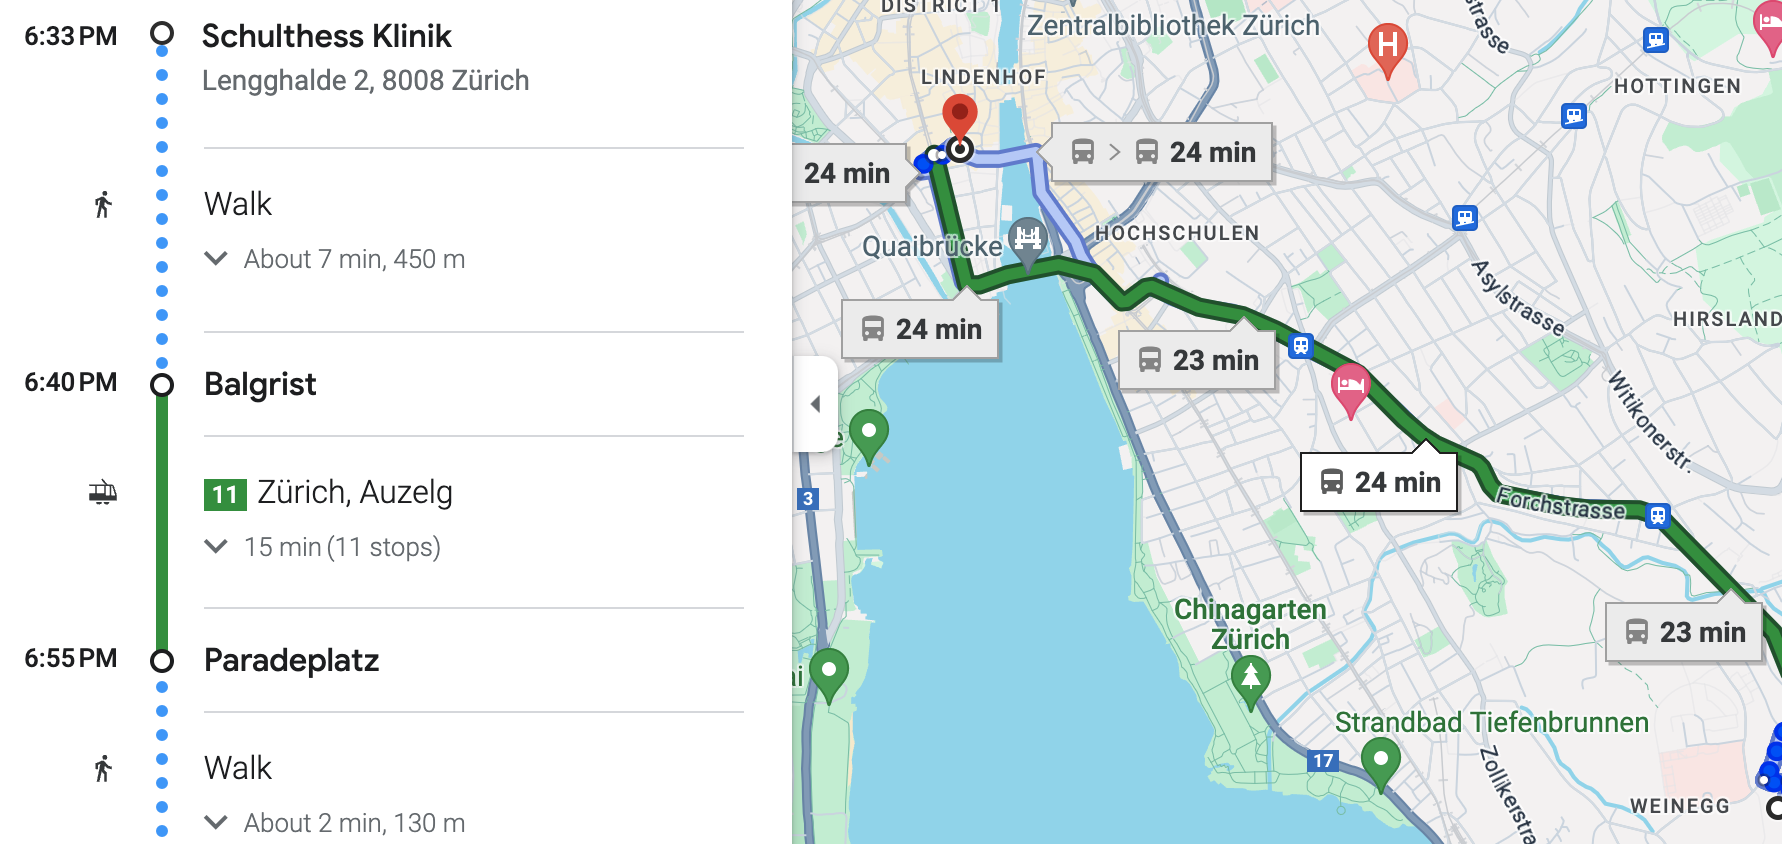 6:33 PM
Schulthess Klinik
Lengghalde 2, 8008 Zürich
Walk
About 7 min, 450 m
6:40 PM
Balgrist
11 Zürich, Auzelg
15 min (11 stops)
6:55 PM
Paradeplatz
Walk
About 2 min, 130 m
DISTRICT 1
Zentralbibliothek Zürich
LINDENHOF
H
HOTTINGEN
24 min
24 min
Quaibrücke
HOCHSCHULEN
Asylstrasse
HIRSLAND
24 min
23 min
Witikonerstr.
24 min
Forchstrasse
3
Chinagarten
Zürich
23 min
Strandbad Tiefenbrunnen
17
Zollikerstra
WEINEGG